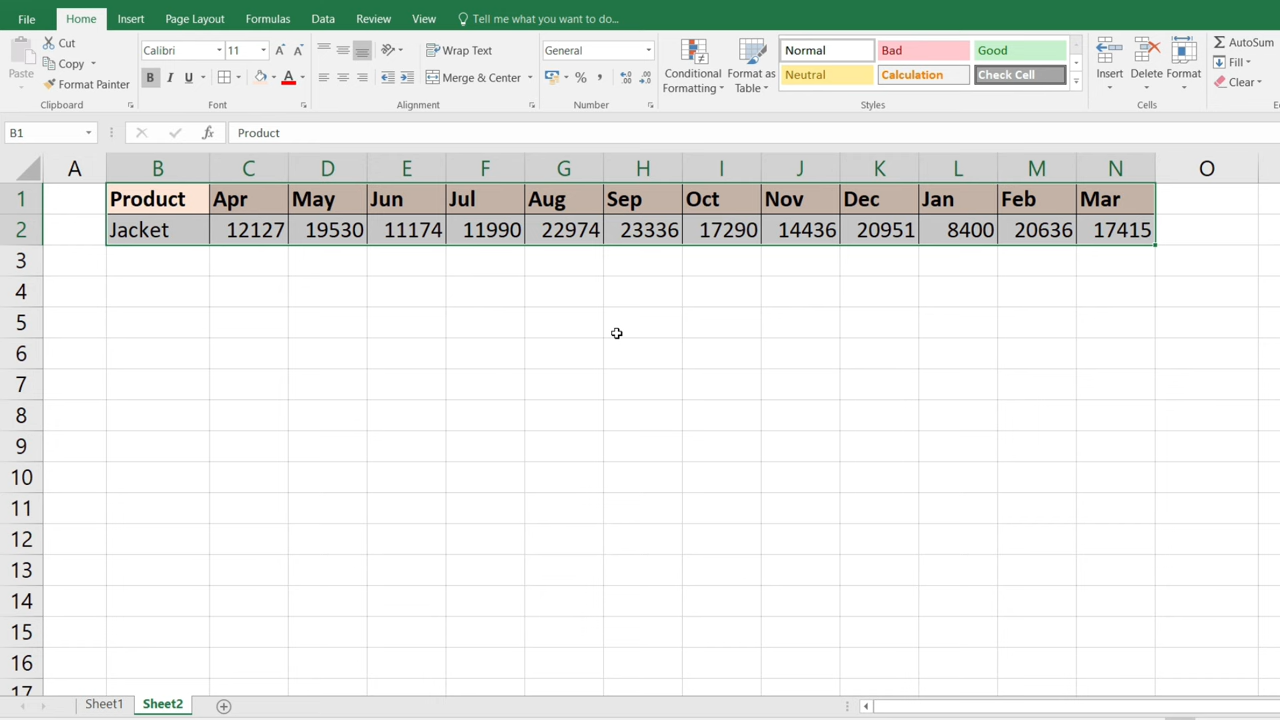 File Home Insert Page Layout Formulas Data Review View Tell me what you want to do...
Paste Cut Calibri 11 A A Wrap Text General Normal Bad Good AutoSum
Copy B I U A Merge & Center % , Conditional Formatting Format as Table Neutral Calculation Check Cell Insert Delete Format Fill
Format Painter Clear
Clipboard Font Alignment Number Styles Cells
B1 fx Product
A B C D E F G H I J K L M N O
1 Product Apr May Jun Jul Aug Sep Oct Nov Dec Jan Feb Mar
2 Jacket 12127 19530 11174 11990 22974 23336 17290 14436 20951 8400 20636 17415
3
4
5
6
7
8
9
10
11
12
13
14
15
16
17
Sheet1 Sheet2